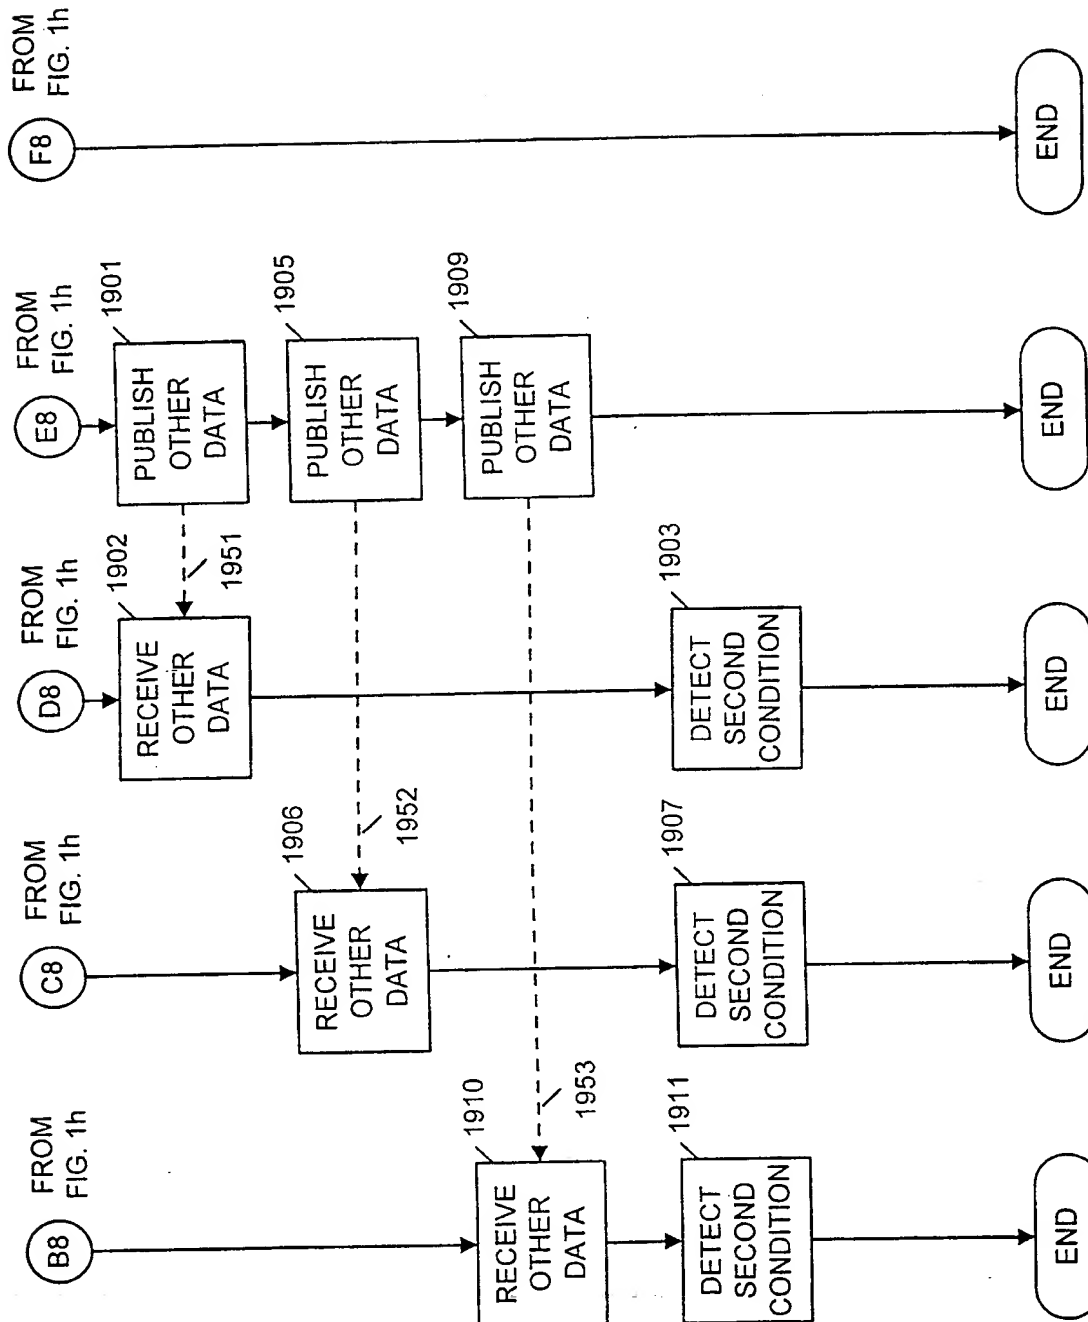 B8
FROM
FIG. 1h
C8
FROM
FIG. 1h
D8
FROM
FIG. 1h
E8
FROM
FIG. 1h
F8
FROM
FIG. 1h
1901
PUBLISH
OTHER
DATA
1902
RECEIVE
OTHER
DATA
1951
1905
PUBLISH
OTHER
DATA
1906
RECEIVE
OTHER
DATA
1952
1909
PUBLISH
OTHER
DATA
1910
RECEIVE
OTHER
DATA
1953
1911
DETECT
SECOND
CONDITION
1907
DETECT
SECOND
CONDITION
1903
DETECT
SECOND
CONDITION
END
END
END
END
END